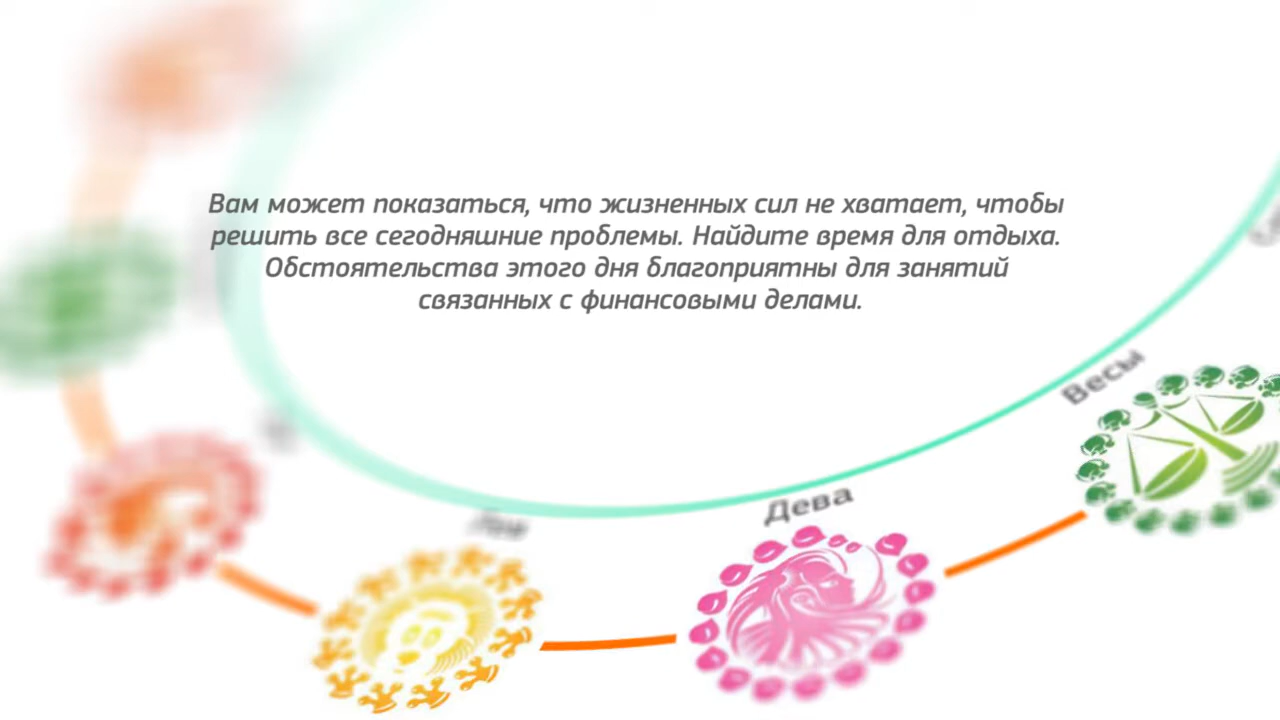 Вам может показаться, что жизненных сил не хватает, чтобы
решить все сегодняшние проблемы. Найдите время для отдыха.
Обстоятельства этого дня благоприятны для занятий
связанных с финансовыми делами.
Весы
Дева
Лев